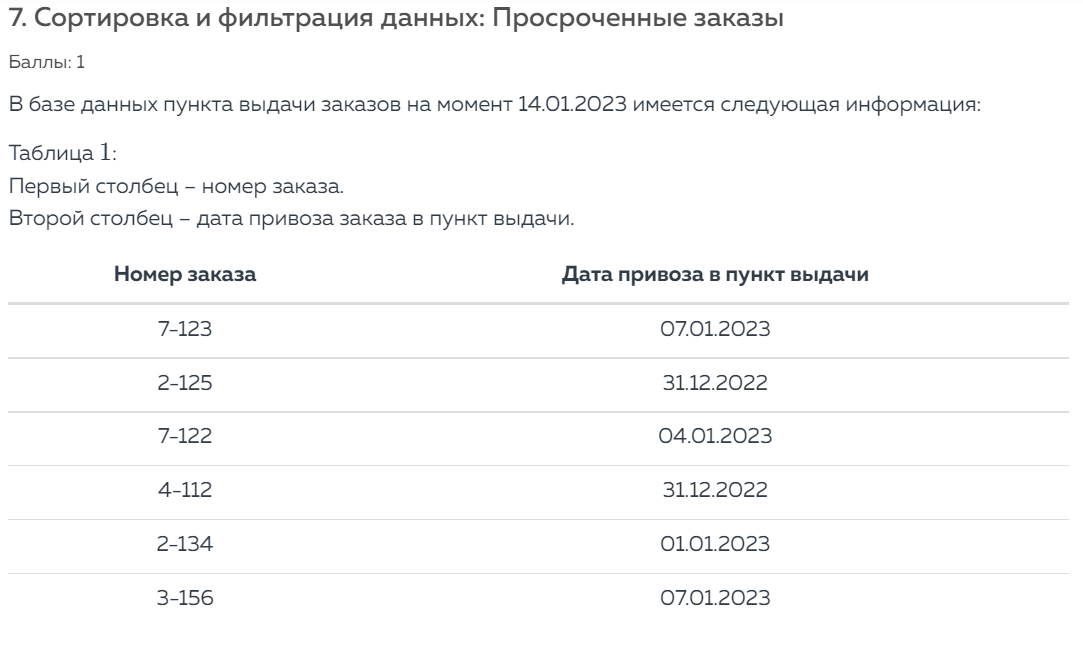 7. Сортировка и фильтрация данных: Просроченные заказы
Баллы: 1
В базе данных пункта выдачи заказов на момент 14.01.2023 имеется следующая информация:
Таблица 1:
Первый столбец – номер заказа.
Второй столбец – дата привоза заказа в пункт выдачи.
Номер заказа Дата привоза в пункт выдачи
7-123 07.01.2023
2-125 31.12.2022
7-122 04.01.2023
4-112 31.12.2022
2-134 01.01.2023
3-156 07.01.2023